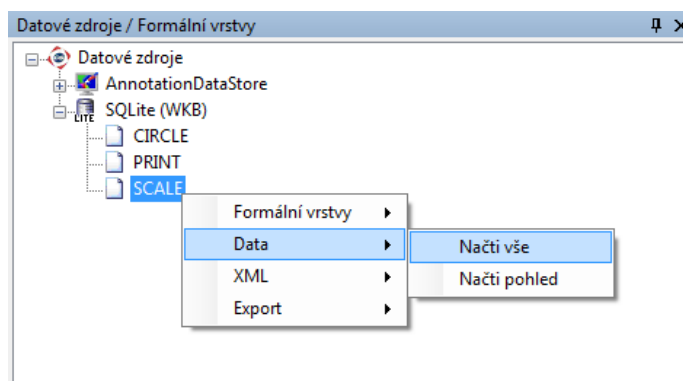 Datové zdroje / Formální vrstvy
Datové zdroje
AnnotationDataStore
LITE SQLite (WKB)
CIRCLE
PRINT
SCALE
Formální vrstvy
Data
Načti vše
XML
Načti pohled
Export